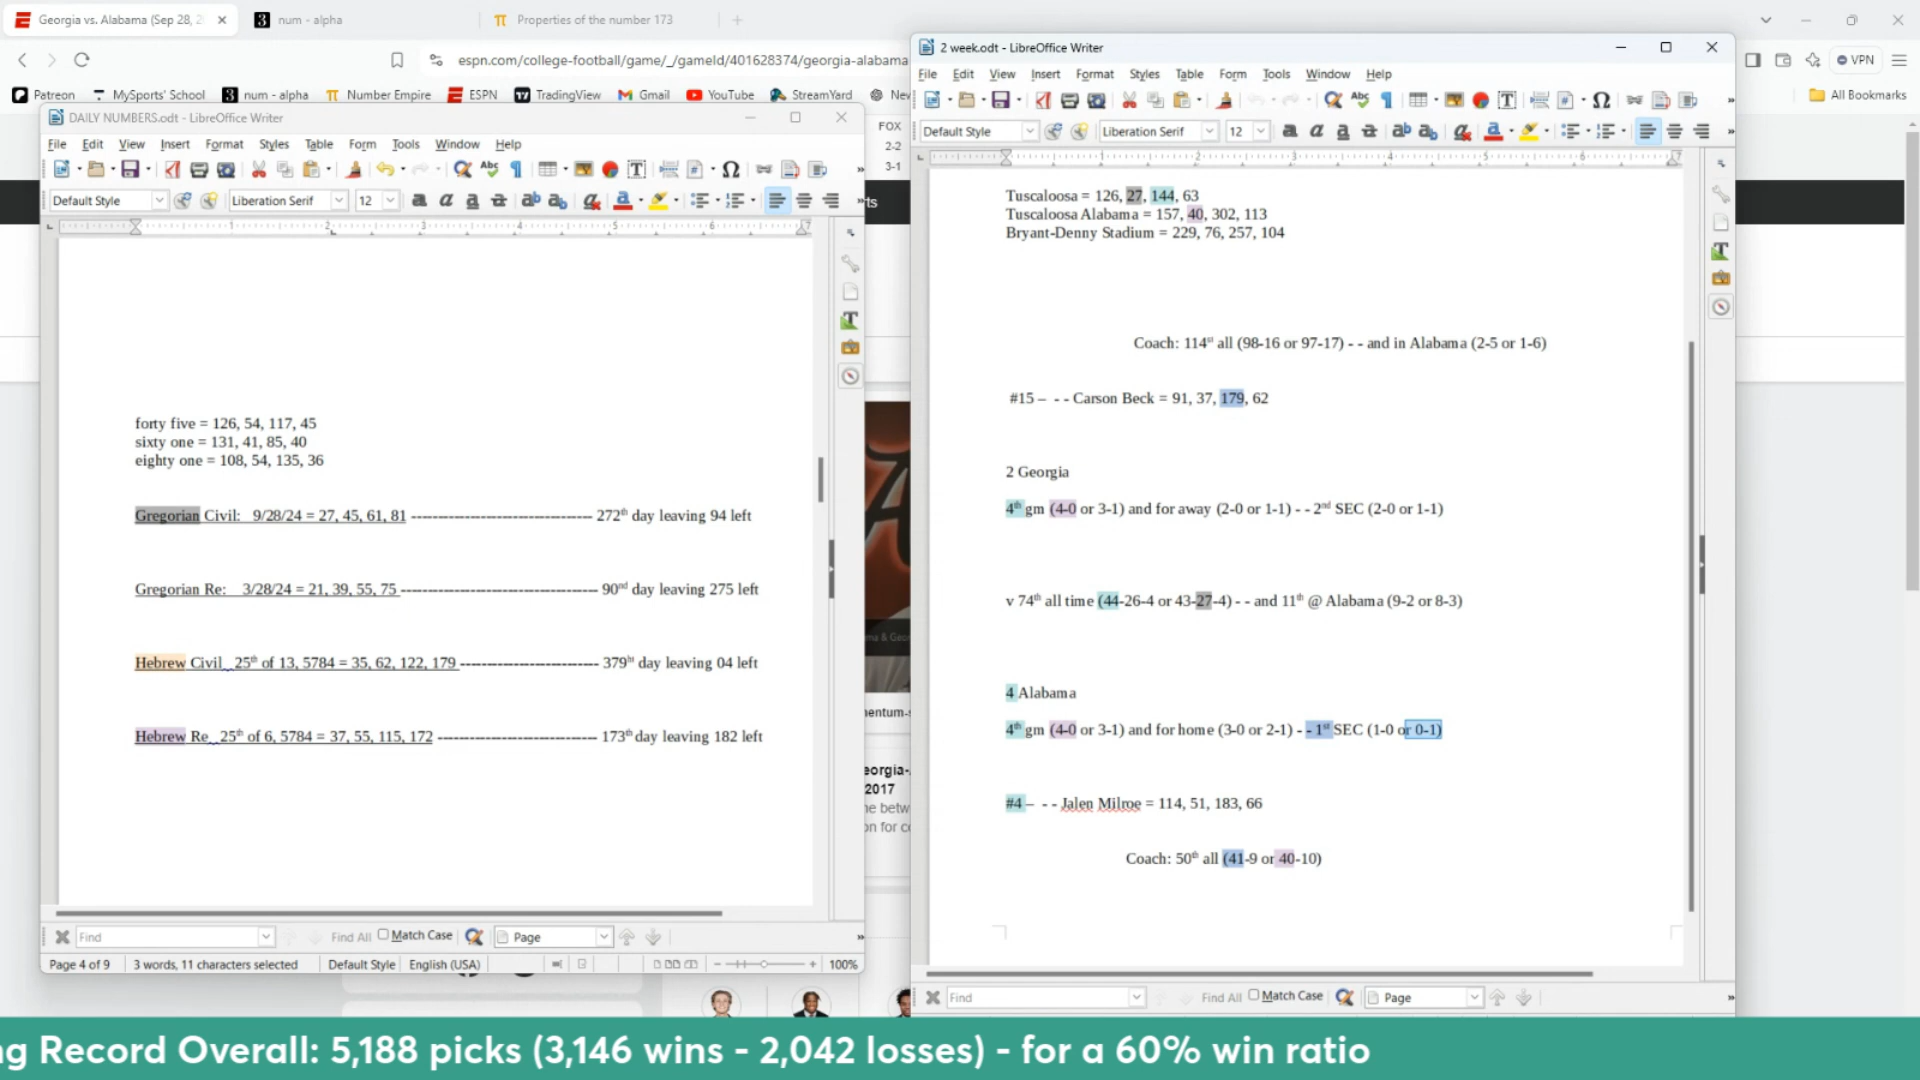 Georgia vs. Alabama (Sep 28, 2
num - alpha
Properties of the number 173
espn.com/college-football/game/_/gameId/401628374/georgia-alabama
VPN
Patreon
MySports' School
num - alpha
Number Empire
ESPN
TradingView
Gmail
YouTube
StreamYard
All Bookmarks
FOX
2-2
3-1
DAILY NUMBERS.odt - LibreOffice Writer
File Edit View Insert Format Styles Table Form Tools Window Help
Default Style
Liberation Serif
12
forty five = 126, 54, 117, 45
sixty one = 131, 41, 85, 40
eighty one = 108, 54, 135, 36
Gregorian Civil: 9/28/24 = 27, 45, 61, 81 ---------------------------------- 272th day leaving 94 left
Gregorian Re: 3/28/24 = 21, 39, 55, 75 ------------------------------------- 90nd day leaving 275 left
Hebrew Civil 25th of 13, 5784 = 35, 62, 122, 179 -------------------------- 379ht day leaving 04 left
Hebrew Re 25th of 6, 5784 = 37, 55, 115, 172 ------------------------------ 173th day leaving 182 left
Find
Find All
Match Case
Page
Page 4 of 9
3 words, 11 characters selected
Default Style
English (USA)
100%
2 week.odt - LibreOffice Writer
File Edit View Insert Format Styles Table Form Tools Window Help
Default Style
Liberation Serif
12
Tuscaloosa = 126, 27, 144, 63
Tuscaloosa Alabama = 157, 40, 302, 113
Bryant-Denny Stadium = 229, 76, 257, 104
Coach: 114st all (98-16 or 97-17) - - and in Alabama (2-5 or 1-6)
#15 – - - Carson Beck = 91, 37, 179, 62
2 Georgia
4th gm (4-0 or 3-1) and for away (2-0 or 1-1) - - 2nd SEC (2-0 or 1-1)
v 74th all time (44-26-4 or 43-27-4) - - and 11th @ Alabama (9-2 or 8-3)
4 Alabama
4th gm (4-0 or 3-1) and for home (3-0 or 2-1) - - 1st SEC (1-0 or 0-1)
#4 – - - Jalen Milroe = 114, 51, 183, 66
Coach: 50th all (41-9 or 40-10)
Find
Find All
Match Case
Page
2017
ng Record Overall: 5,188 picks (3,146 wins - 2,042 losses) - for a 60% win ratio